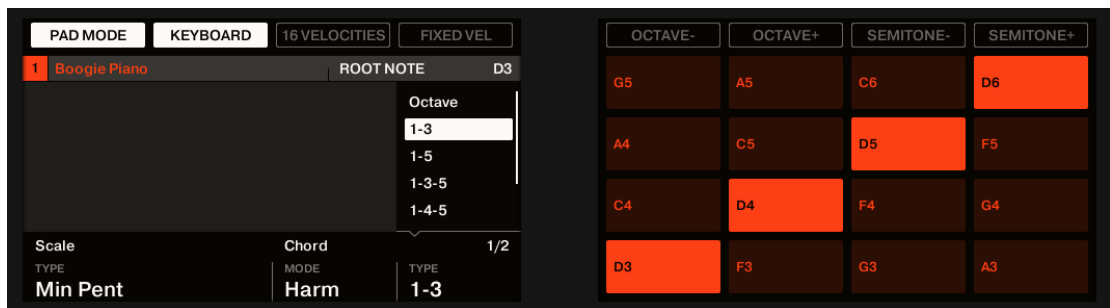 PAD MODE KEYBOARD 16 VELOCITIES FIXED VEL
1 Boogie Piano ROOT NOTE D3
Octave
1-3
1-5
1-3-5
1-4-5
Scale Chord 1/2
TYPE MODE TYPE
Min Pent Harm 1-3
OCTAVE- OCTAVE+ SEMITONE- SEMITONE+
G5 A5 C6 D6
A4 C5 D5 F5
C4 D4 F4 G4
D3 F3 G3 A3